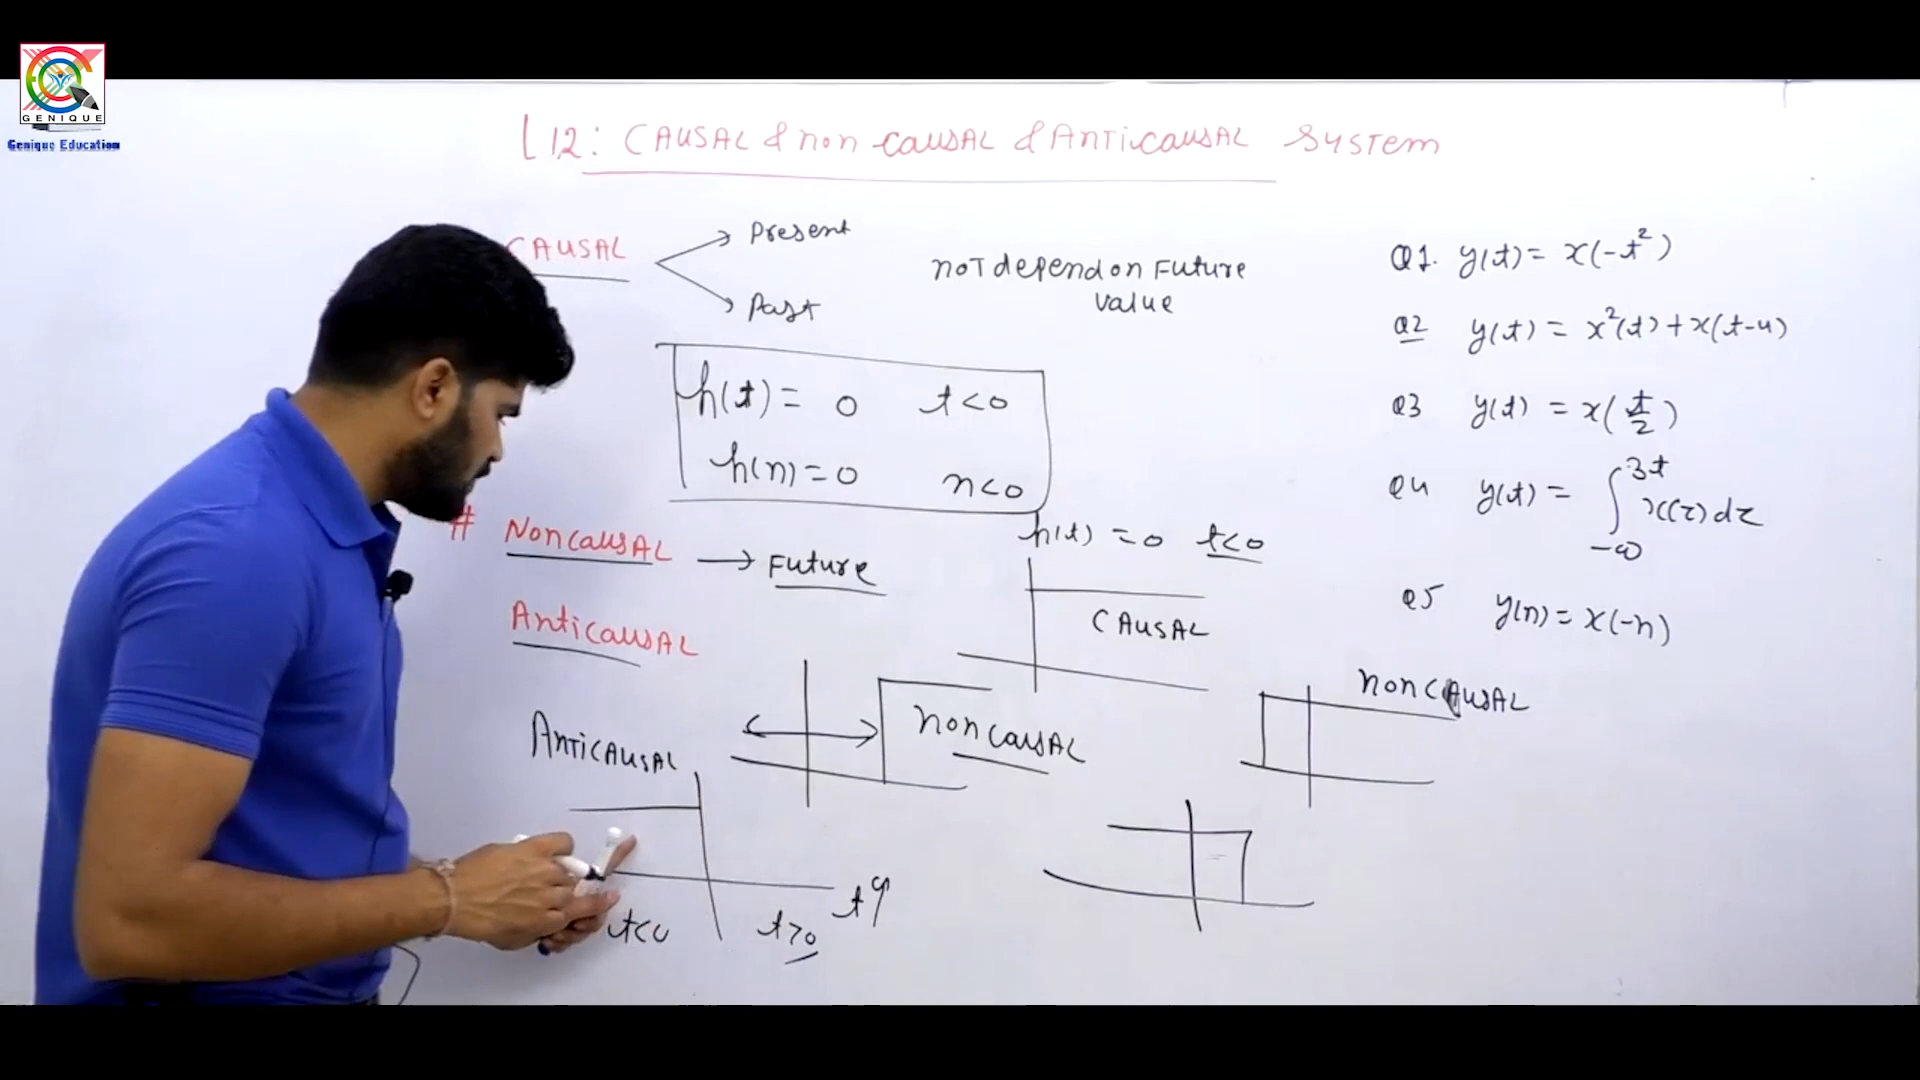 GENIQUE
Genique Education
L12: CAUSAL & non causal & ANTicausal System
CAUSAL
Present
Past
not depend on Future
value
h(t) = 0 t<0
h(n) = 0 n<0
# NoncausAL → Future
AnticausAL
h(t) = 0 t<0
CAUSAL
noncausAL
noncAusAL
AnTicAusAL
t<0 t>0
Q1. y(t) = x(-t²)
Q2 y(t) = x²(t) + x(t-4)
Q3 y(t) = x(t/2)
Q4 y(t) = ∫_{-∞}^{3t} x(τ)dτ
Q5 y(n) = x(-n)